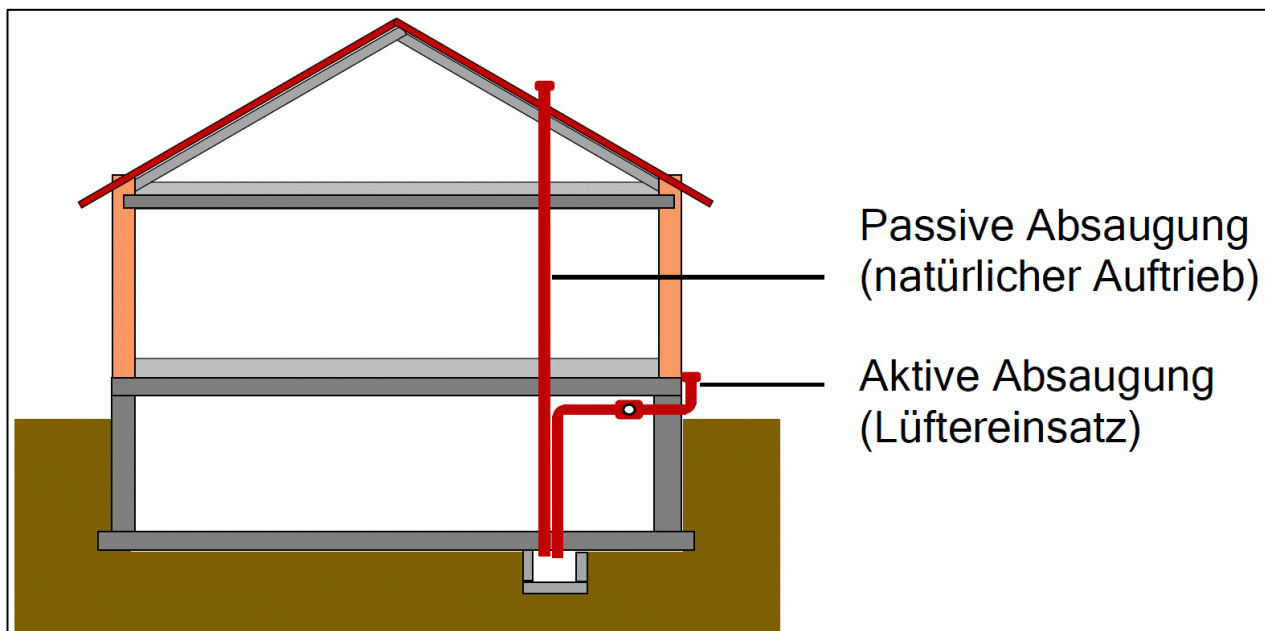 Passive Absaugung
(natürlicher Auftrieb)
Aktive Absaugung
(Lüftereinsatz)